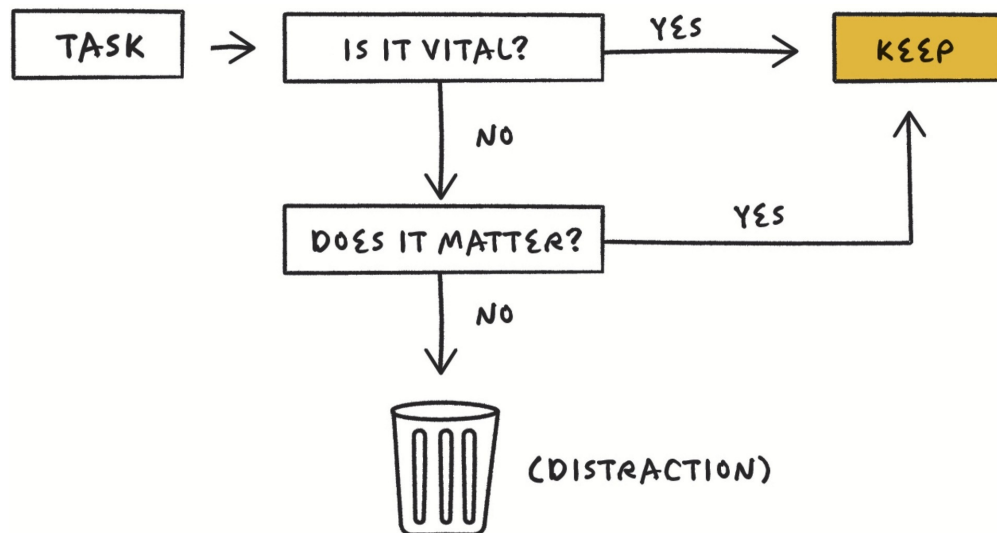 TASK
IS IT VITAL?
YES
KEEP
NO
DOES IT MATTER?
YES
NO
(DISTRACTION)